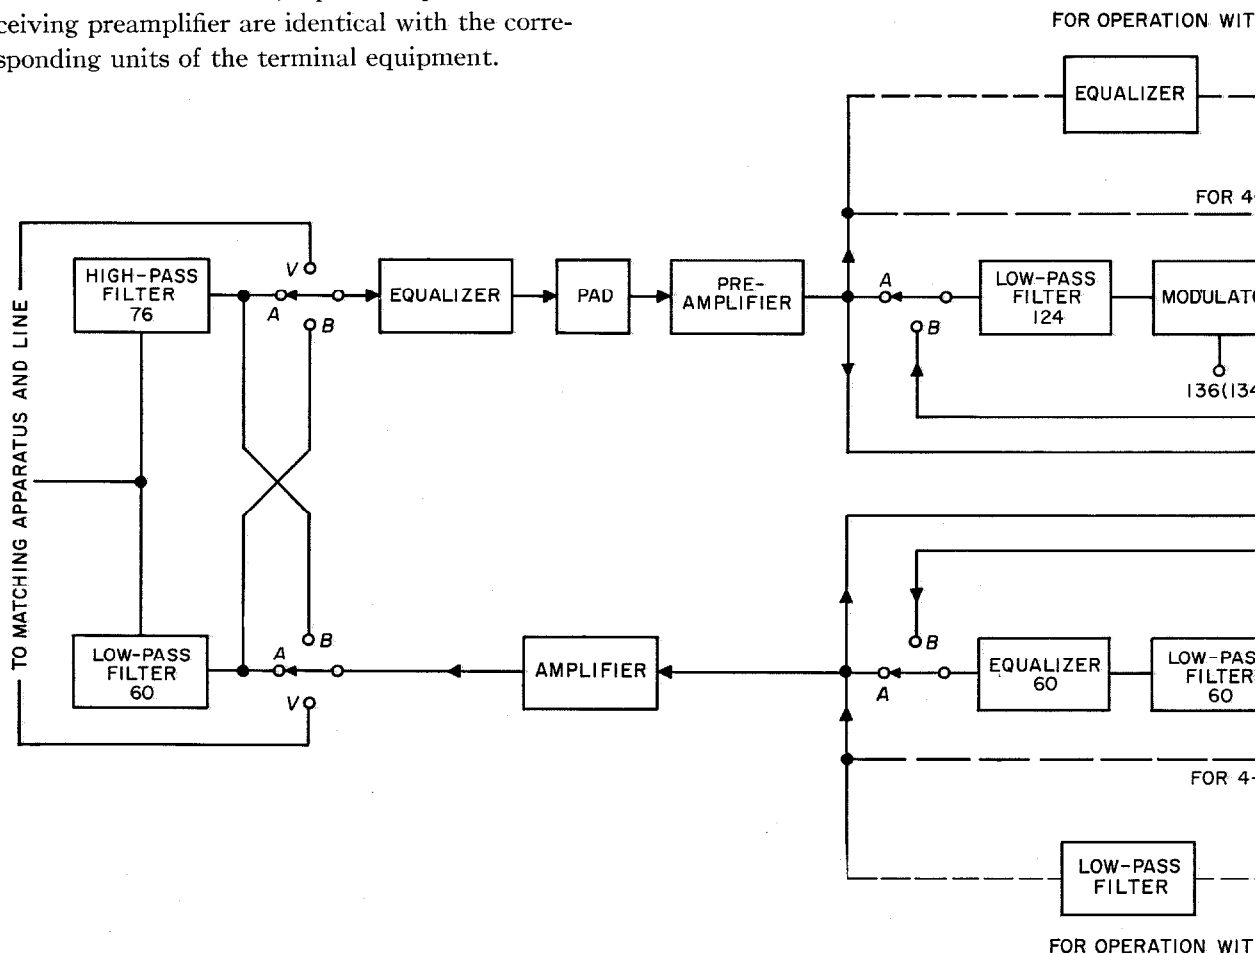 ceiving preamplifier are identical with the corre-
sponding units of the terminal equipment.
FOR OPERATION WIT
EQUALIZER
FOR 4-
HIGH-PASS
FILTER
76
V
A
B
EQUALIZER
PAD
PRE-
AMPLIFIER
A
B
LOW-PASS
FILTER
124
MODULATO
136(134
TO MATCHING APPARATUS AND LINE
LOW-PASS
FILTER
60
B
A
V
AMPLIFIER
B
A
EQUALIZER
60
LOW-PAS
FILTER
60
FOR 4-
LOW-PASS
FILTER
FOR OPERATION WIT